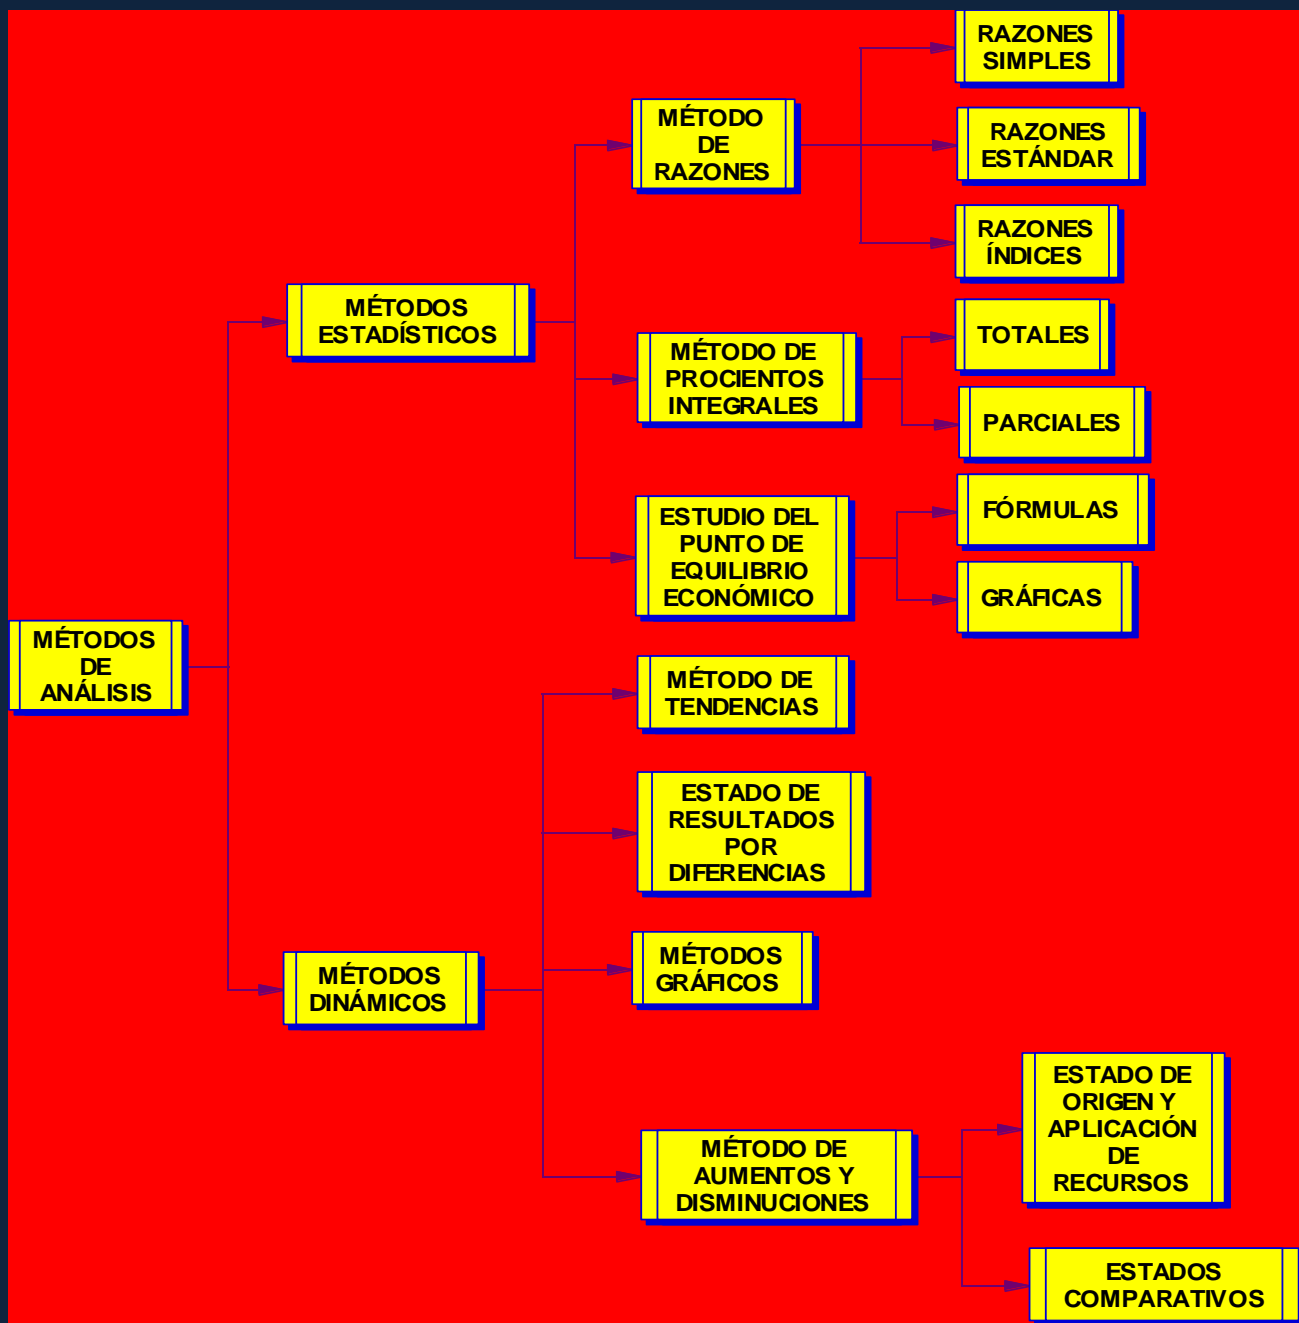 RAZONES
SIMPLES
MÉTODO
DE
RAZONES
RAZONES
ESTÁNDAR
RAZONES
ÍNDICES
MÉTODOS
ESTADÍSTICOS
MÉTODO DE
PROCIENTOS
INTEGRALES
TOTALES
PARCIALES
ESTUDIO DEL
PUNTO DE
EQUILIBRIO
ECONÓMICO
FÓRMULAS
GRÁFICAS
MÉTODOS
DE
ANÁLISIS
MÉTODO DE
TENDENCIAS
ESTADO DE
RESULTADOS
POR
DIFERENCIAS
MÉTODOS
DINÁMICOS
MÉTODOS
GRÁFICOS
MÉTODO DE
AUMENTOS Y
DISMINUCIONES
ESTADO DE
ORIGEN Y
APLICACIÓN
DE
RECURSOS
ESTADOS
COMPARATIVOS